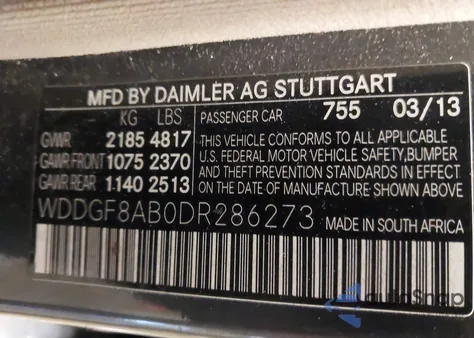 MFD BY DAIMLER AG STUTTGART
KG LBS
PASSENGER CAR 755 03/13
GVWR 2185 4817
GAWR FRONT 1075 2370
GAWR REAR 1140 2513
THIS VEHICLE CONFORMS TO ALL APPLICABLE
U.S. FEDERAL MOTOR VEHICLE SAFETY, BUMPER
AND THEFT PREVENTION STANDARDS IN EFFECT
ON THE DATE OF MANUFACTURE SHOWN ABOVE.
WDDGF8AB0DR286273
MADE IN SOUTH AFRICA
autoSnap